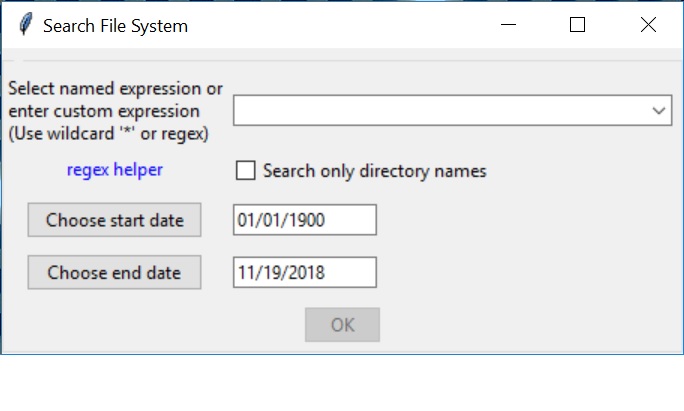 Search File System
Select named expression or
enter custom expression
(Use wildcard '*' or regex)
regex helper
Search only directory names
Choose start date
01/01/1900
Choose end date
11/19/2018
OK